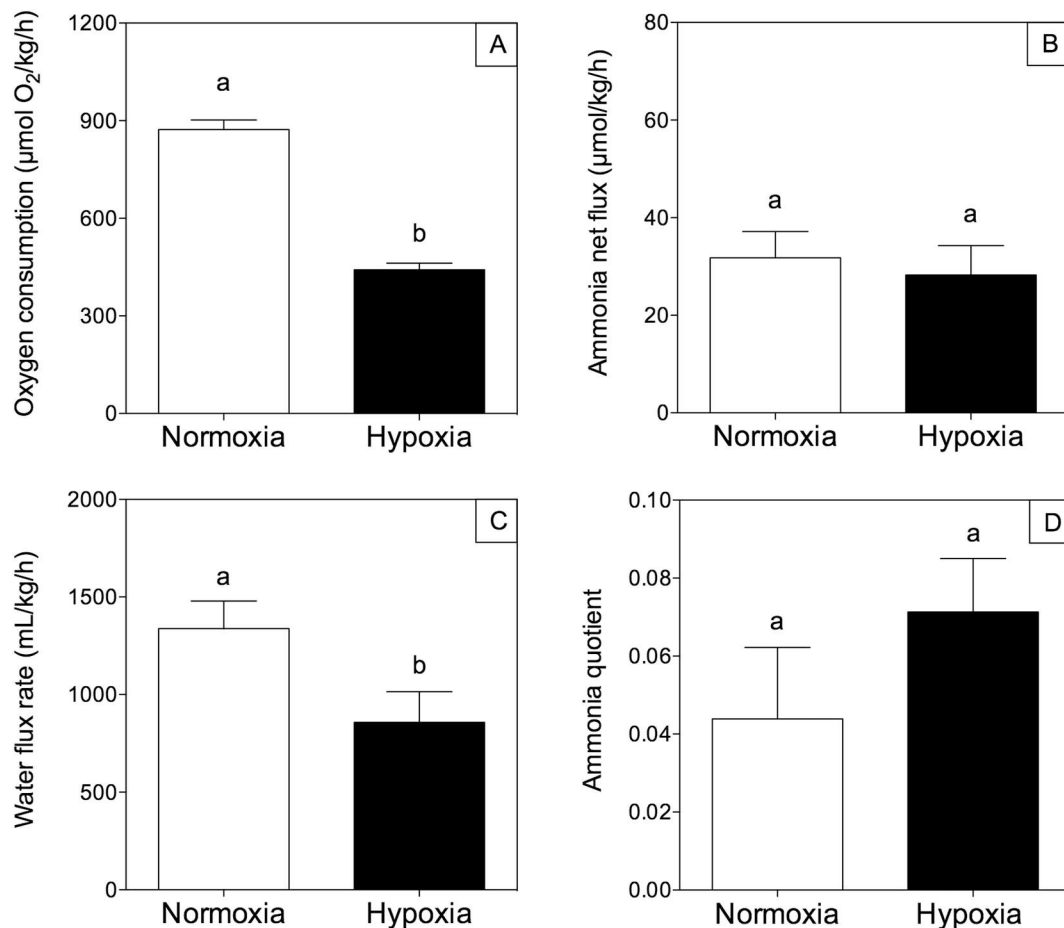 A
Oxygen consumption (µmol O₂/kg/h)
1200
900
600
300
0
a
b
Normoxia
Hypoxia
B
Ammonia net flux (µmol/kg/h)
80
60
40
20
0
a
a
Normoxia
Hypoxia
C
Water flux rate (mL/kg/h)
2000
1500
1000
500
0
a
b
Normoxia
Hypoxia
D
Ammonia quotient
0.10
0.08
0.06
0.04
0.02
0.00
a
a
Normoxia
Hypoxia